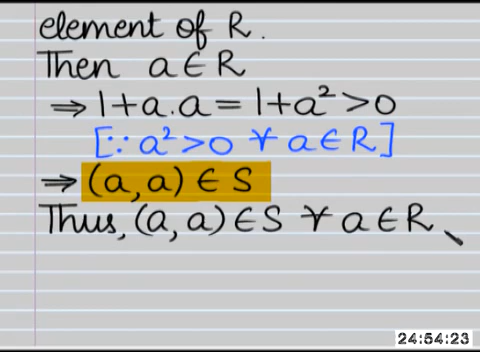 element of R.
Then a ∈ R
⇒ 1+a.a = 1+a² > 0
[∵ a² > 0 ∀ a ∈ R]
⇒ (a, a) ∈ S
Thus, (a, a) ∈ S ∀ a ∈ R
24:54:23